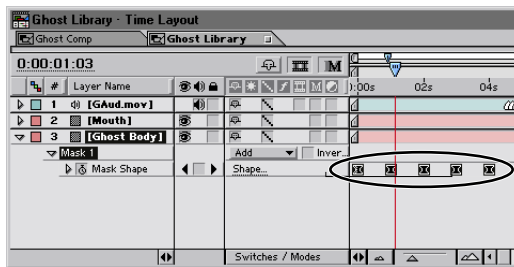 Ghost Library · Time Layout
Ghost Comp Ghost Library
0:00:01:03 M
# Layer Name M ):00s 02s 04s
1 [GAud.mov]
2 [Mouth]
3 [Ghost Body]
Mask 1 Add Inver...
Mask Shape Shape...
Switches / Modes